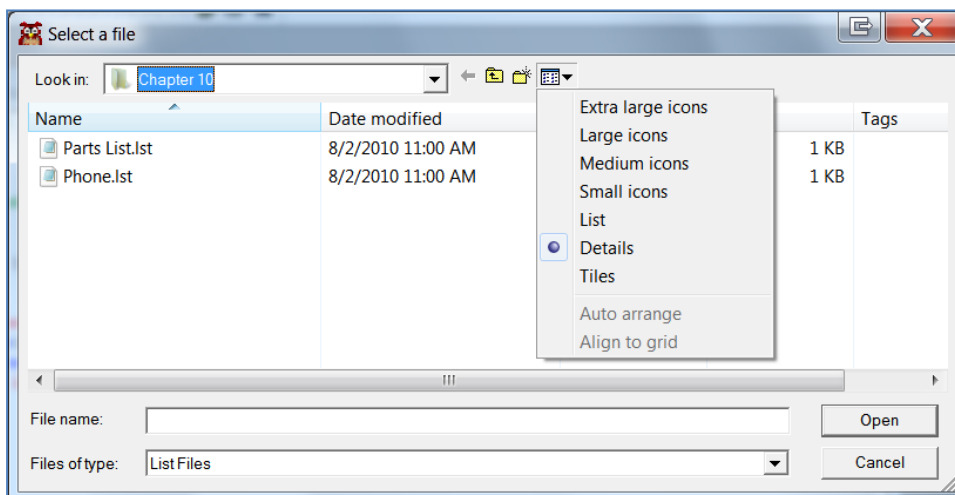 Select a file
Look in: Chapter 10
Name Date modified Tags
Parts List.lst 8/2/2010 11:00 AM 1 KB
Phone.lst 8/2/2010 11:00 AM 1 KB
Extra large icons
Large icons
Medium icons
Small icons
List
Details
Tiles
Auto arrange
Align to grid
File name: Open
Files of type: List Files Cancel